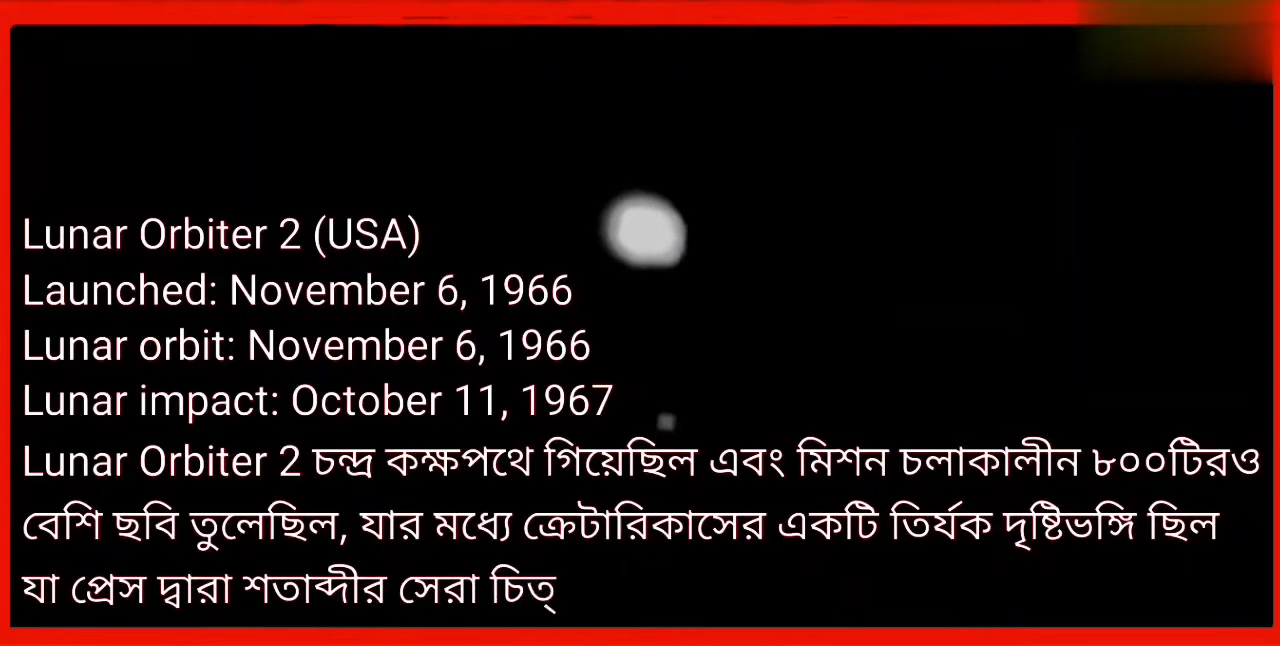 Lunar Orbiter 2 (USA)
Launched: November 6, 1966
Lunar orbit: November 6, 1966
Lunar impact: October 11, 1967
Lunar Orbiter 2 চন্দ্র কক্ষপথে গিয়েছিল এবং মিশন চলাকালীন ৮০০টিরও
বেশি ছবি তুলেছিল, যার মধ্যে ক্রেটারিকাসের একটি তির্যক দৃষ্টিভঙ্গি ছিল
যা প্রেস দ্বারা শতাব্দীর সেরা চিত্